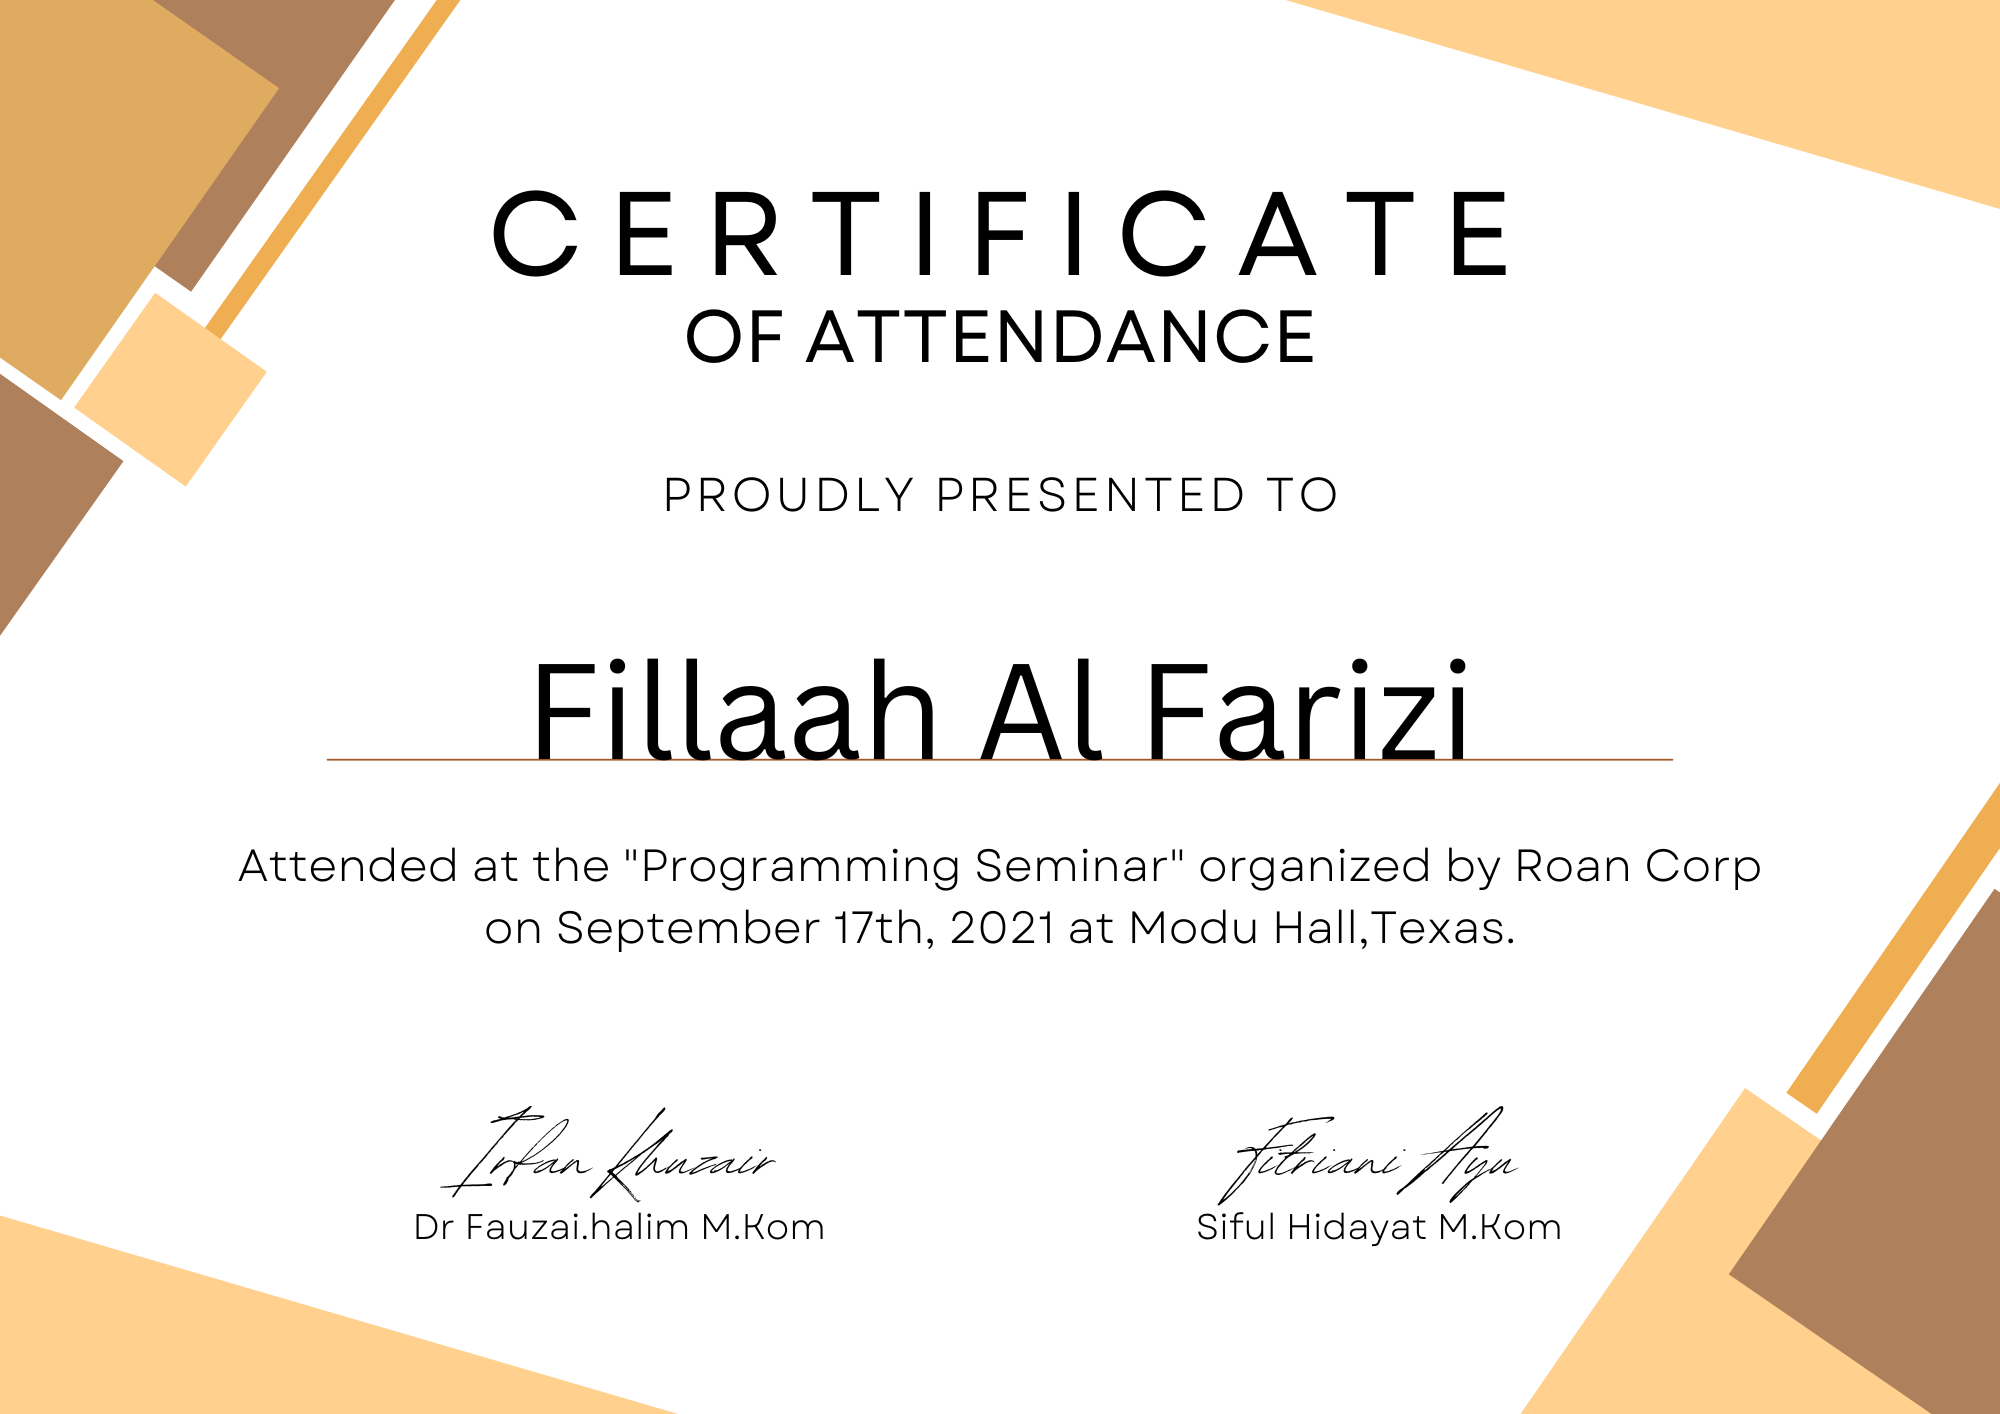 CERTIFICATE
OF ATTENDANCE
PROUDLY PRESENTED TO
Fillaah Al Farizi
Attended at the "Programming Seminar" organized by Roan Corp
on September 17th, 2021 at Modu Hall,Texas.
Irfan Khuzair
Fitriani Ayu
Dr Fauzai.halim M.Kom
Siful Hidayat M.Kom